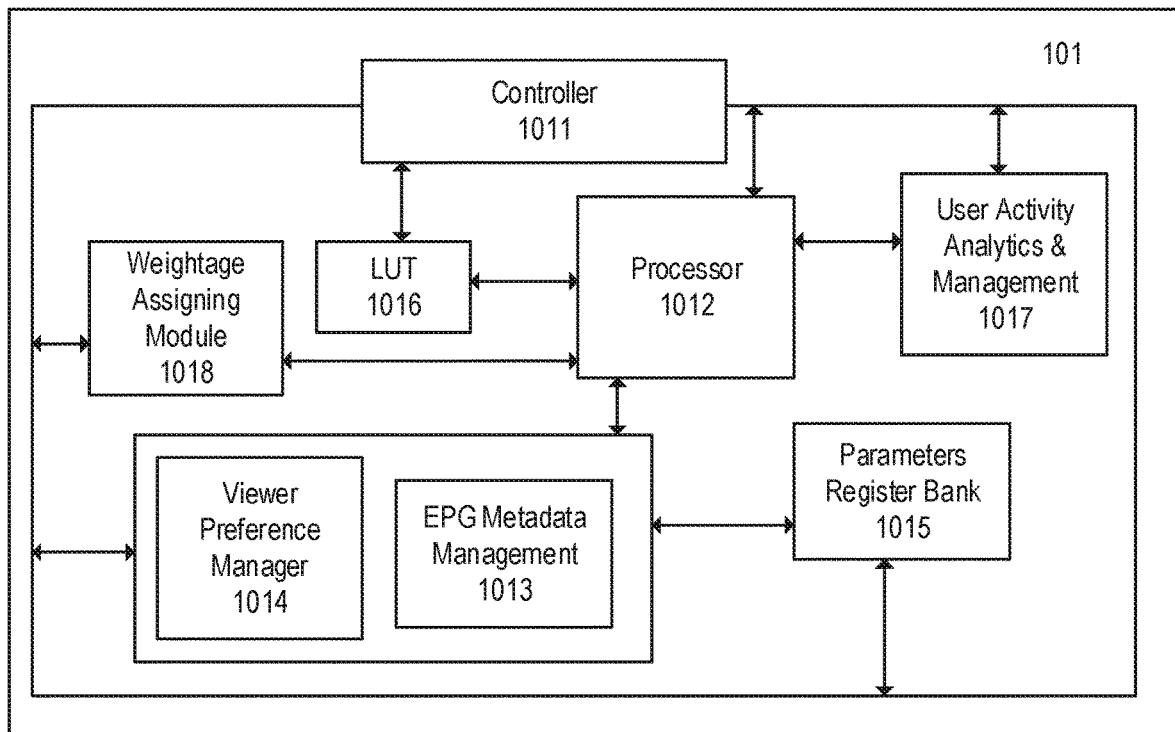 101
Controller
1011
User Activity
Analytics &
Management
1017
Processor
1012
LUT
1016
Weightage
Assigning
Module
1018
Viewer
Preference
Manager
1014
EPG Metadata
Management
1013
Parameters
Register Bank
1015